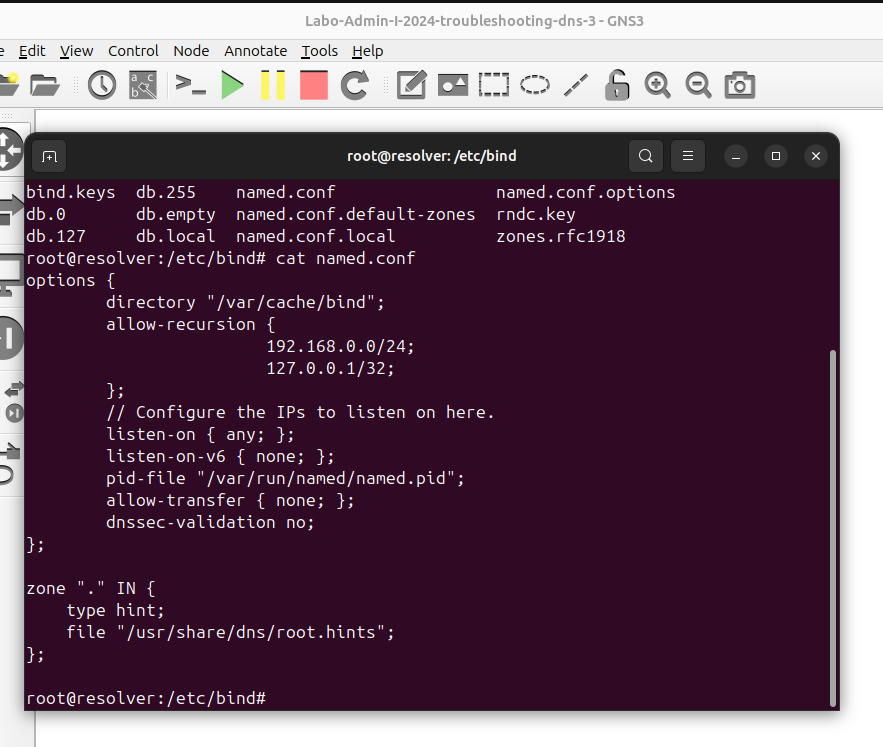 Labo-Admin-I-2024-troubleshooting-dns-3 - GNS3
Edit View Control Node Annotate Tools Help
root@resolver: /etc/bind
bind.keys  db.255    named.conf                named.conf.options
db.0       db.empty  named.conf.default-zones  rndc.key
db.127     db.local  named.conf.local          zones.rfc1918
root@resolver:/etc/bind# cat named.conf
options {
        directory "/var/cache/bind";
        allow-recursion {
                        192.168.0.0/24;
                        127.0.0.1/32;
        };
        // Configure the IPs to listen on here.
        listen-on { any; };
        listen-on-v6 { none; };
        pid-file "/var/run/named/named.pid";
        allow-transfer { none; };
        dnssec-validation no;
};
zone "." IN {
    type hint;
    file "/usr/share/dns/root.hints";
};
root@resolver:/etc/bind#